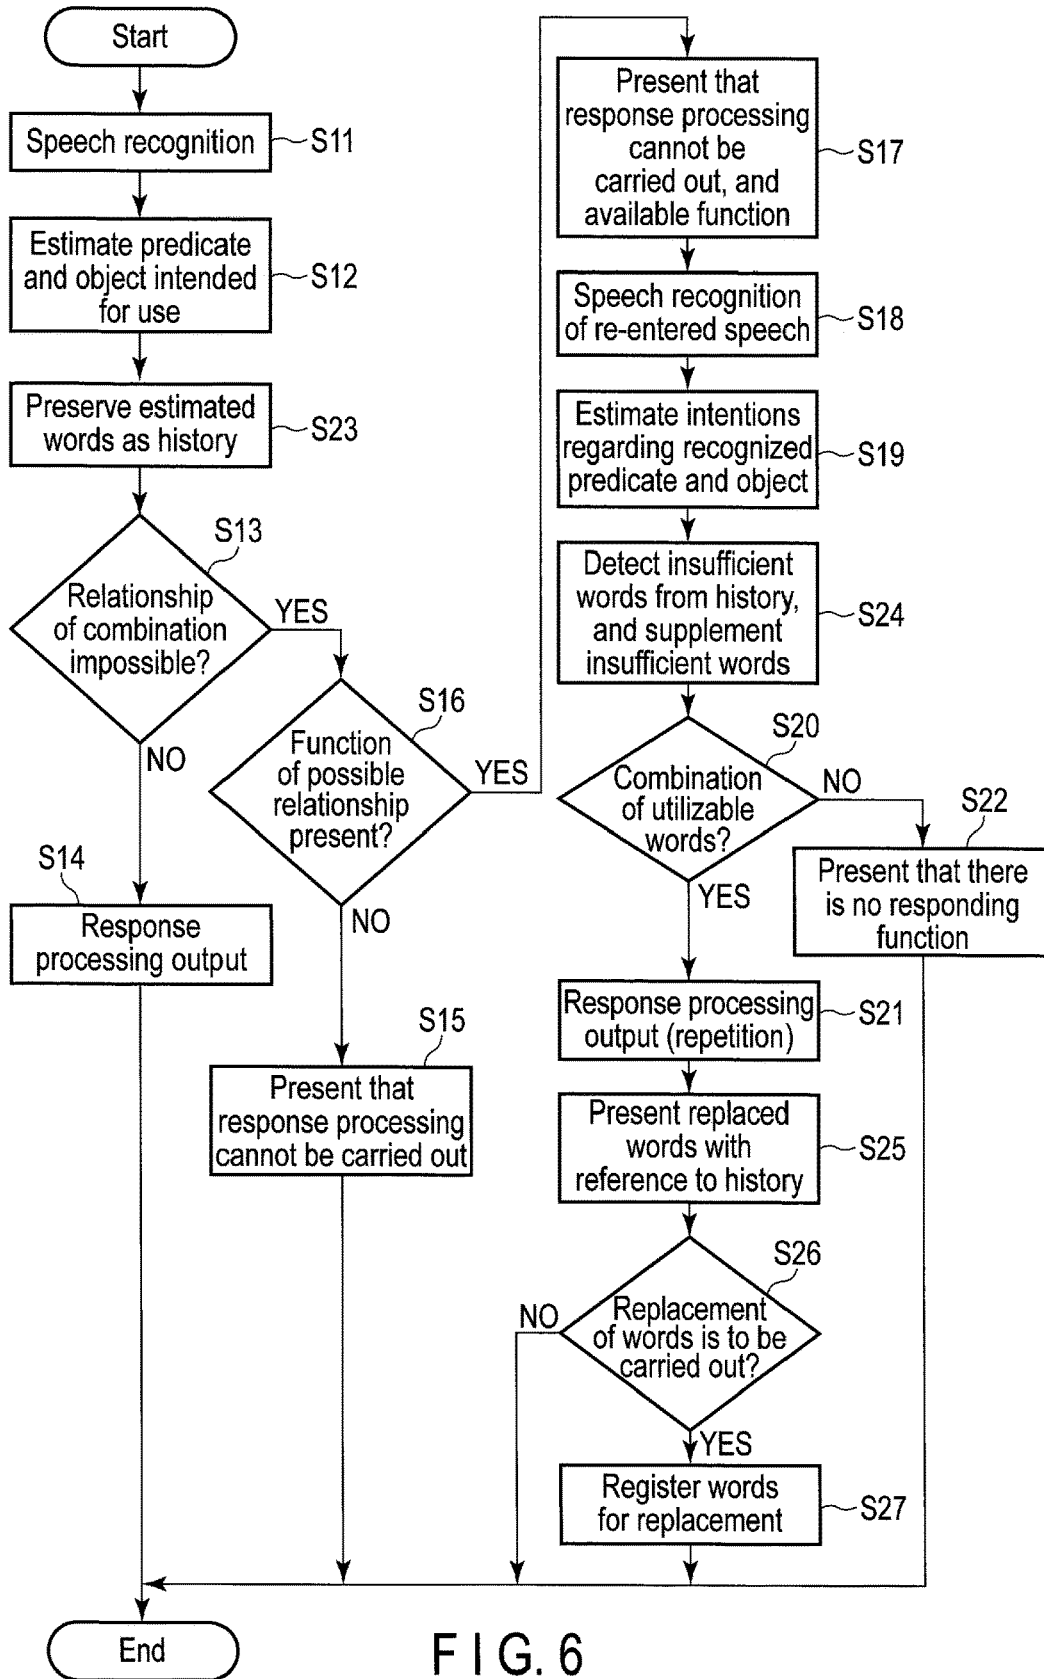 Start
Speech recognition
S11
Estimate predicate
and object intended
for use
S12
Preserve estimated
words as history
S23
S13
Relationship
of combination
impossible?
YES
NO
S14
Response
processing output
S16
Function
of possible
relationship
present?
YES
NO
S15
Present that
response processing
cannot be carried out
Present that
response processing
cannot be
carried out, and
available function
S17
Speech recognition
of re-entered speech
S18
Estimate intentions
regarding recognized
predicate and object
S19
Detect insufficient
words from history,
and supplement
insufficient words
S24
S20
Combination
of utilizable
words?
NO
YES
S22
Present that there
is no responding
function
Response processing
output (repetition)
S21
Present replaced
words with
reference to history
S25
S26
Replacement
of words is to be
carried out?
NO
YES
Register words
for replacement
S27
End
FIG. 6